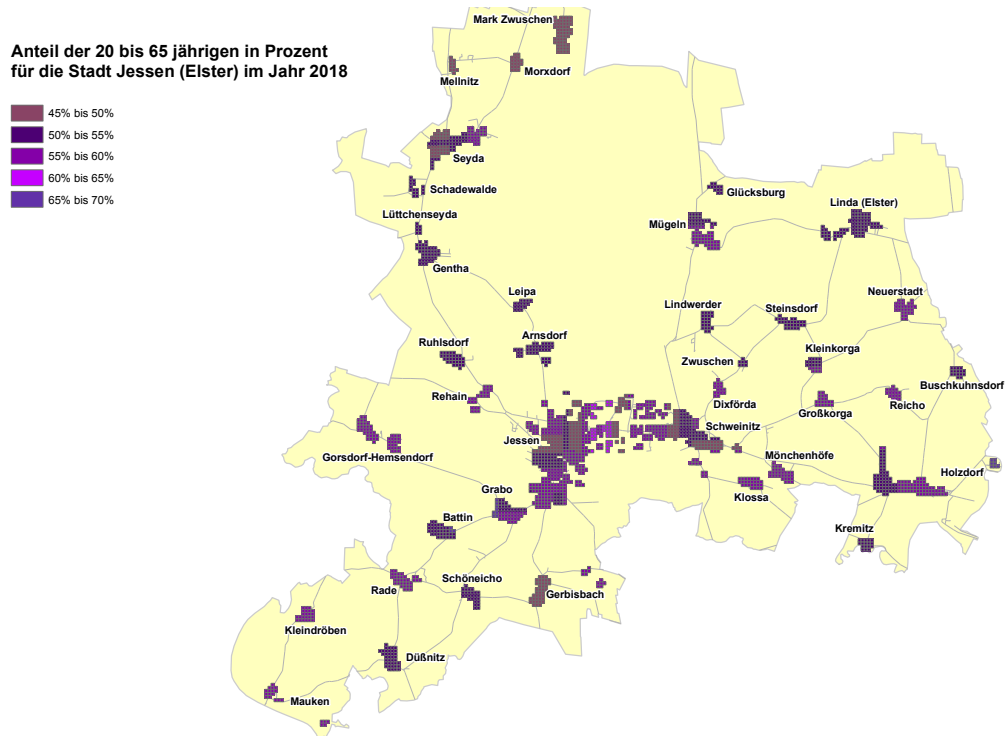 Anteil der 20 bis 65 jährigen in Prozent
für die Stadt Jessen (Elster) im Jahr 2018
45% bis 50%
50% bis 55%
55% bis 60%
60% bis 65%
65% bis 70%
Mark Zwuschen
Mellnitz
Morxdorf
Seyda
Schadewalde
Glücksburg
Linda (Elster)
Lüttchenseyda
Mügeln
Gentha
Leipa
Neuerstadt
Lindwerder
Steinsdorf
Arnsdorf
Ruhlsdorf
Kleinkorga
Zwuschen
Buschkuhnsdorf
Rehain
Dixförda
Reicho
Großkorga
Jessen
Schweinitz
Gorsdorf-Hemsendorf
Mönchenhöfe
Holzdorf
Grabo
Klossa
Battin
Kremitz
Schöneicho
Rade
Gerbisbach
Kleindröben
Düßnitz
Mauken